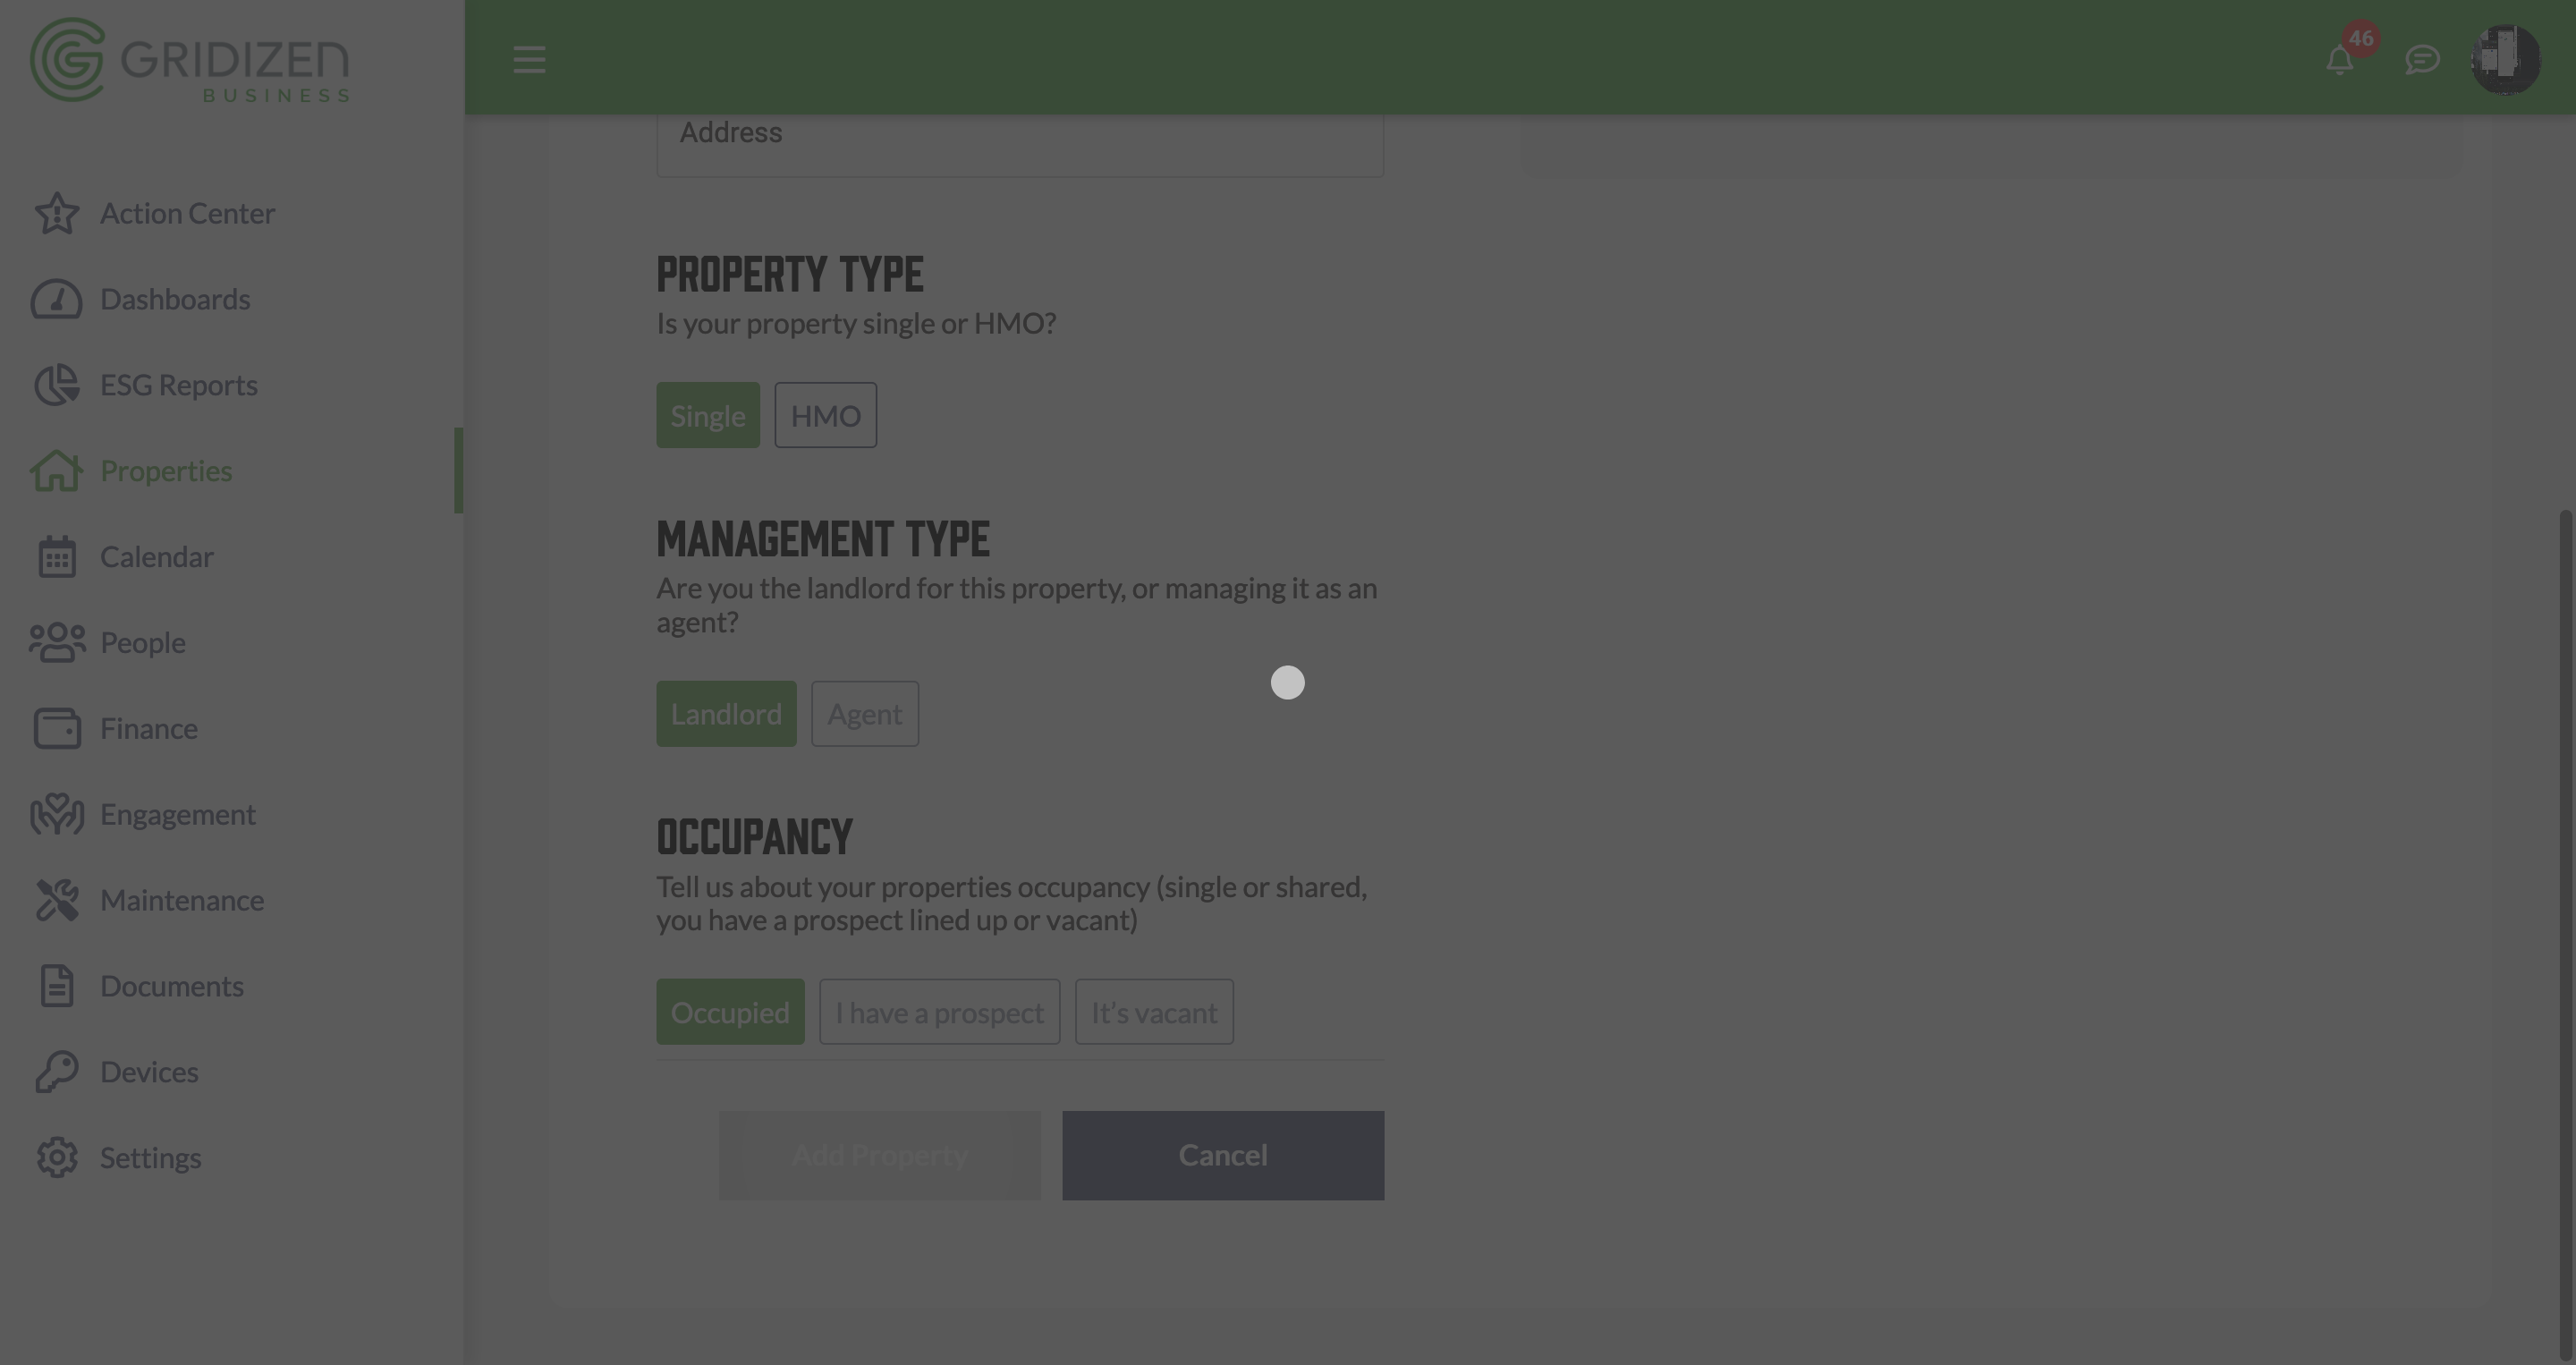 GRIDIZEN
BUSINESS
46
Action Center
Dashboards
ESG Reports
Properties
Calendar
People
Finance
Engagement
Maintenance
Documents
Devices
Settings
Address
PROPERTY TYPE
Is your property single or HMO?
Single
HMO
MANAGEMENT TYPE
Are you the landlord for this property, or managing it as an
agent?
Landlord
Agent
OCCUPANCY
Tell us about your properties occupancy (single or shared,
you have a prospect lined up or vacant)
Occupied
I have a prospect
It’s vacant
Add Property
Cancel